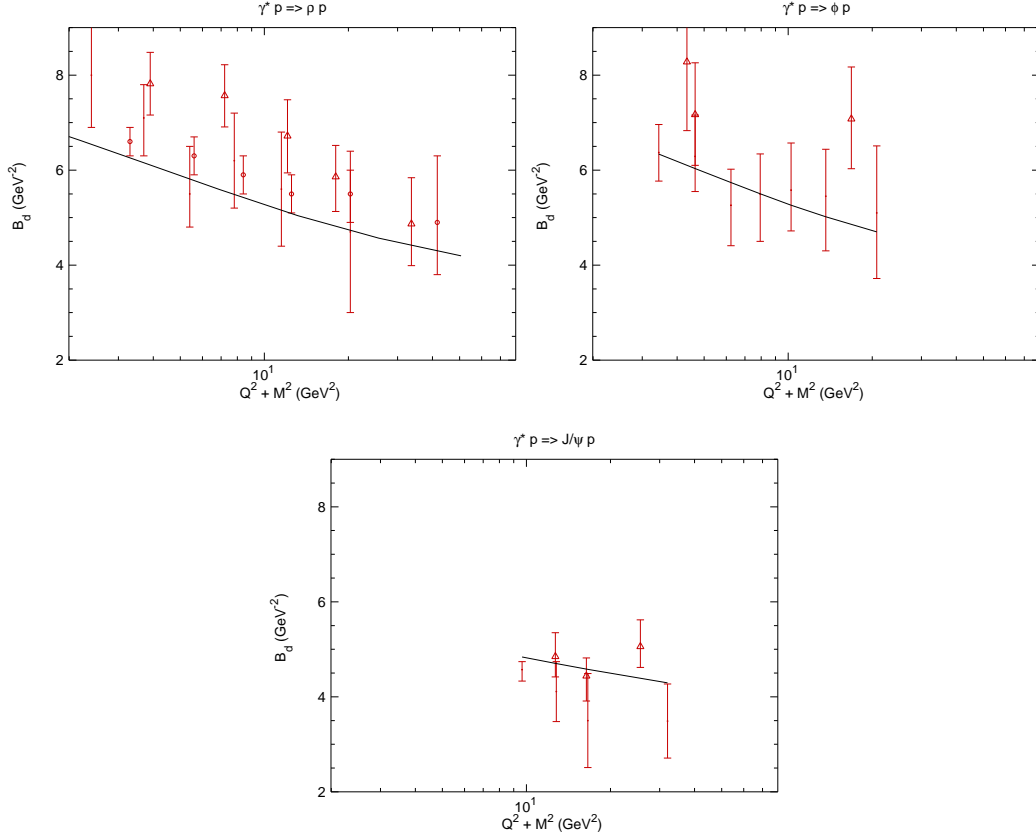 γ* p => ρ p
8
6
4
2
B_d (GeV^-2)
10^1
Q^2 + M^2 (GeV^2)
γ* p => φ p
8
6
4
2
B_d (GeV^-2)
10^1
Q^2 + M^2 (GeV^2)
γ* p => J/ψ p
8
6
4
2
B_d (GeV^-2)
10^1
Q^2 + M^2 (GeV^2)